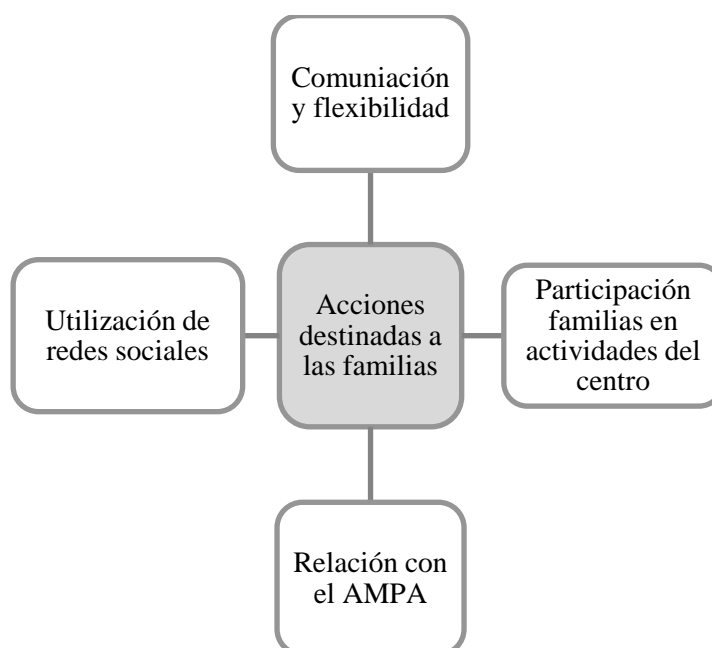 Comuniación
y flexibilidad
Utilización de
redes sociales
Acciones
destinadas a
las familias
Participación
familias en
actividades del
centro
Relación con
el AMPA